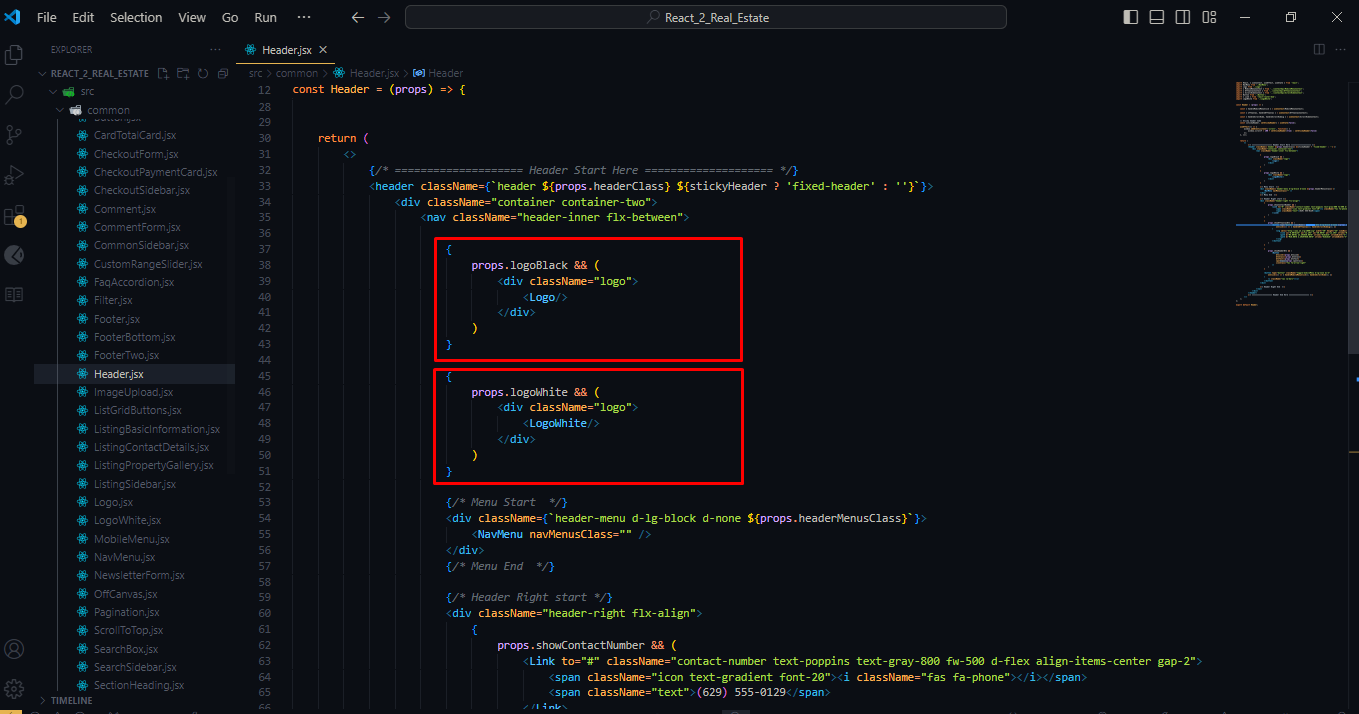 File Edit Selection View Go Run ··· React_2_Real_Estate
EXPLORER ···
REACT_2_REAL_ESTATE
src
common
CardTotalCard.jsx
CheckoutForm.jsx
CheckoutPaymentCard.jsx
CheckoutSidebar.jsx
Comment.jsx
CommentForm.jsx
CommonSidebar.jsx
CustomRangeSlider.jsx
FaqAccordion.jsx
Filter.jsx
Footer.jsx
FooterBottom.jsx
FooterTwo.jsx
Header.jsx
ImageUpload.jsx
ListGridButtons.jsx
ListingBasicInformation.jsx
ListingContactDetails.jsx
ListingPropertyGallery.jsx
ListingSidebar.jsx
Logo.jsx
LogoWhite.jsx
MobileMenu.jsx
NavMenu.jsx
NewsletterForm.jsx
OffCanvas.jsx
Pagination.jsx
ScrollToTop.jsx
SearchBox.jsx
SearchSidebar.jsx
SectionHeading.jsx
TIMELINE
1
Header.jsx
src > common > Header.jsx > Header
12 const Header = (props) => {
28
29
30 return (
31 <>
32 {/* ==================== Header Start Here ==================== */}
33 <header className={`header ${props.headerClass} ${stickyHeader ? 'fixed-header' : ''}`}>
34 <div className="container container-two">
35 <nav className="header-inner flx-between">
36
37 {
38 props.logoBlack && (
39 <div className="logo">
40 <Logo/>
41 </div>
42 )
43 }
44
45 {
46 props.logoWhite && (
47 <div className="logo">
48 <LogoWhite/>
49 </div>
50 )
51 }
52
53 {/* Menu Start  */}
54 <div className={`header-menu d-lg-block d-none ${props.headerMenusClass}`}>
55 <NavMenu navMenusClass="" />
56 </div>
57 {/* Menu End  */}
58
59 {/* Header Right start */}
60 <div className="header-right flx-align">
61 {
62 props.showContactNumber && (
63 <Link to="#" className="contact-number text-poppins text-gray-800 fw-500 d-flex align-items-center gap-2">
64 <span className="icon text-gradient font-20"><i className="fas fa-phone"></i></span>
65 <span className="text">(629) 555-0129</span>
66 </Link>